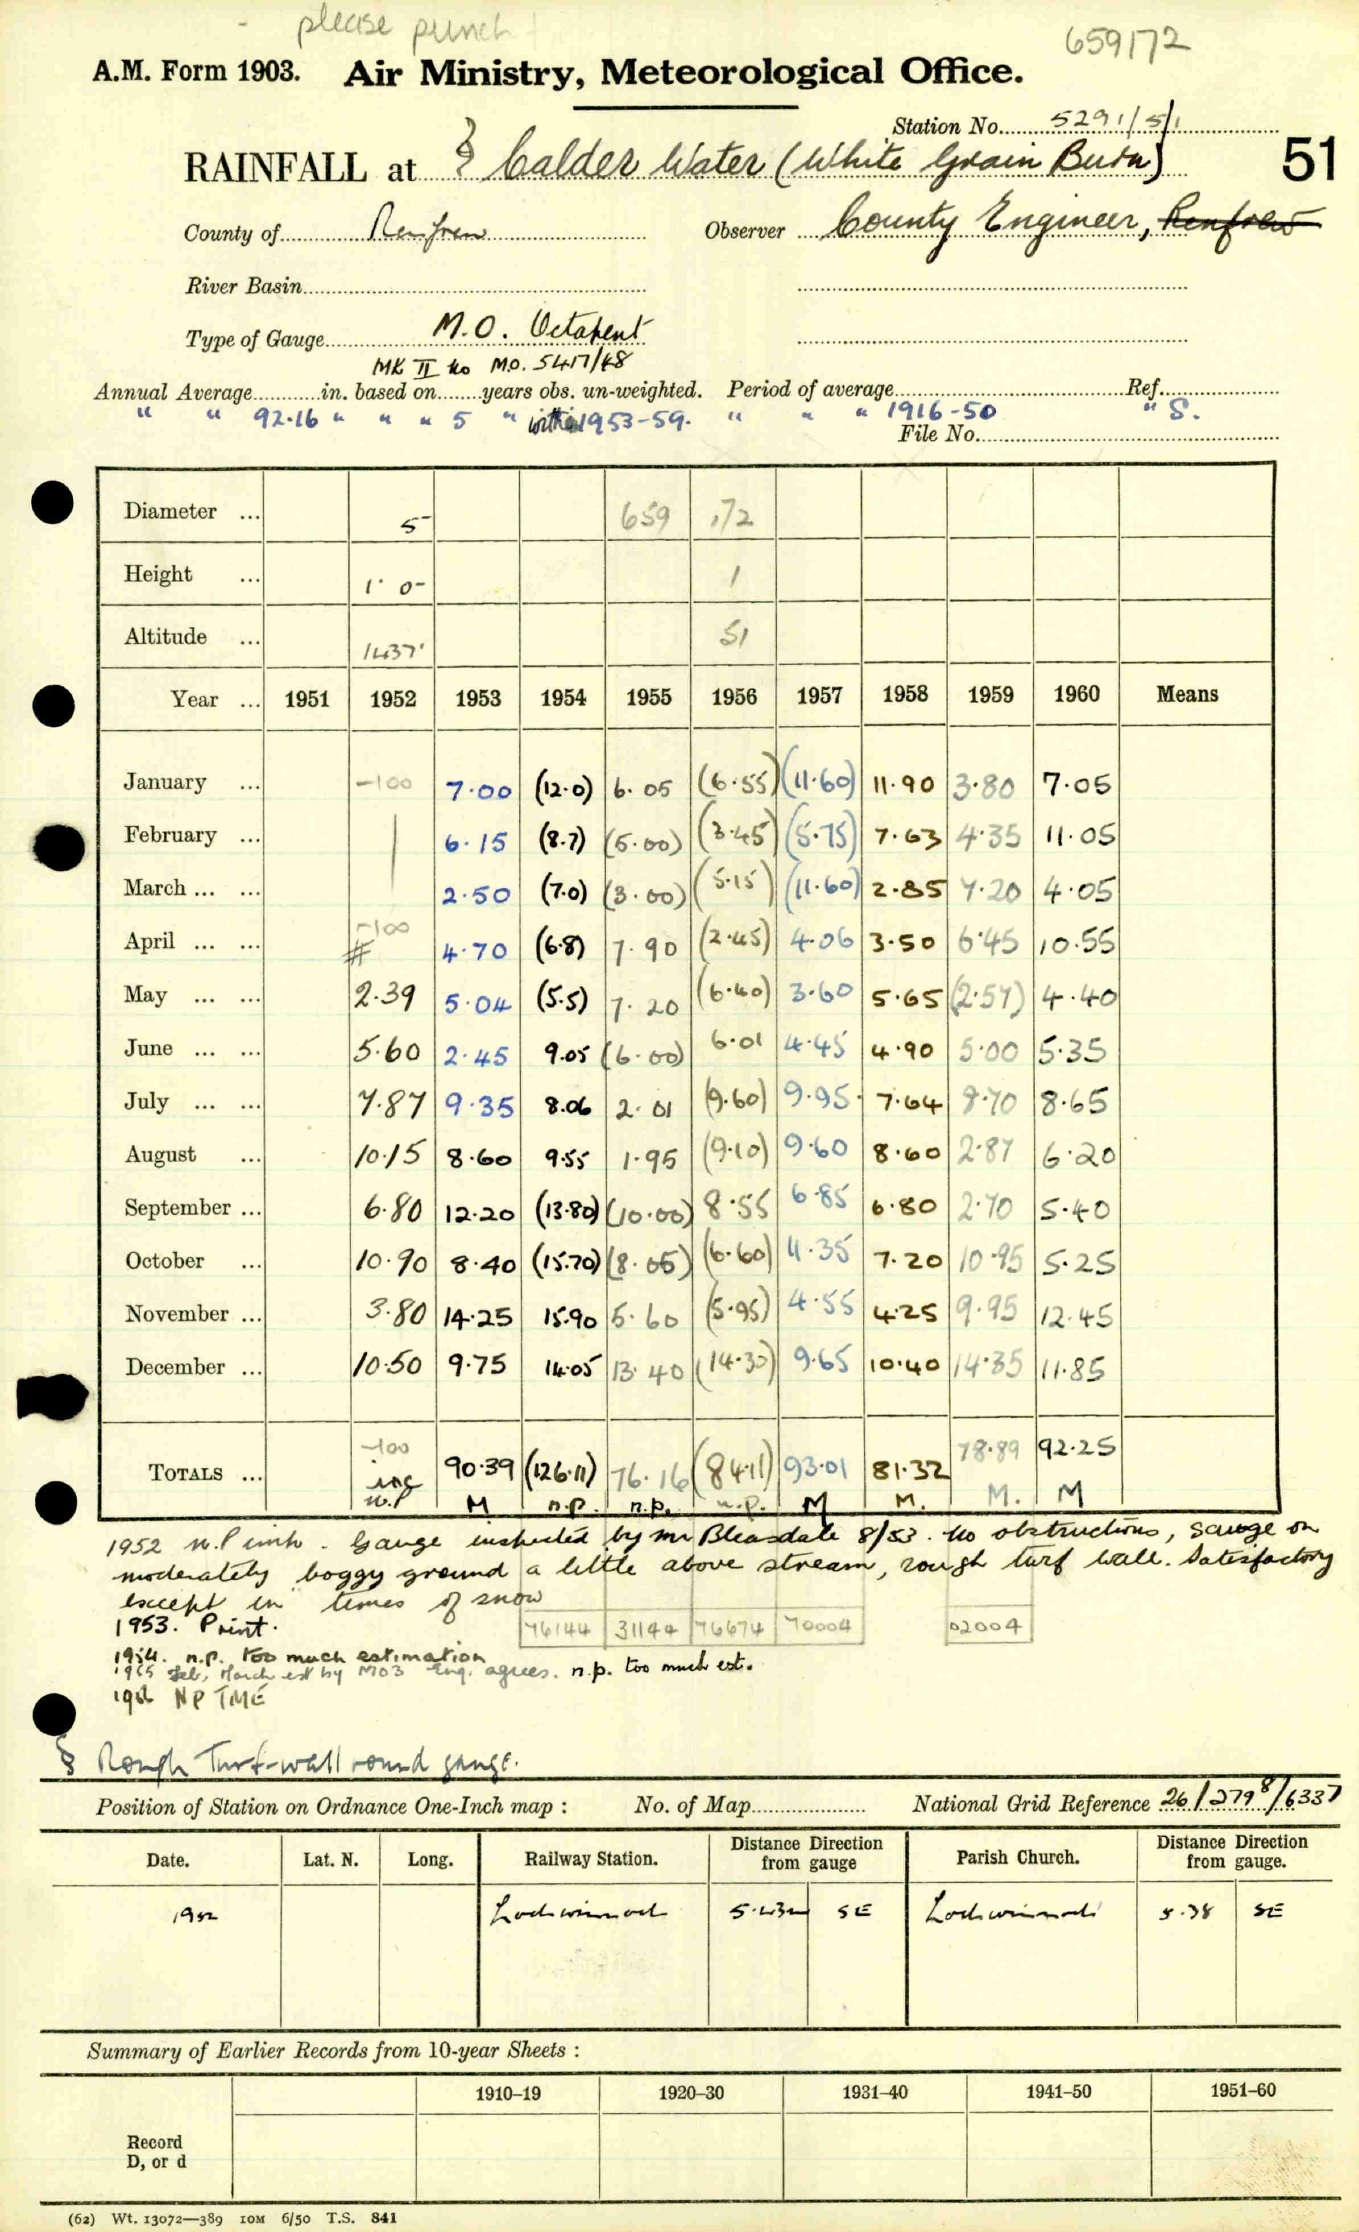 please punch
659172
A.M. Form 1903. Air Ministry, Meteorological Office.
Station No. 5291/51
RAINFALL at § Calder Water (White Grain Burn) 51
County of Renfrew Observer County Engineer, Renfrew
River Basin
Type of Gauge M.O. Octapent
MK II No M.O. 5417/48
Annual Average in. based on years obs. un-weighted. Period of average Ref.
" " 92.16 " " " 5 " within 1953-59. " " " 1916-50 " S.
File No.
Diameter ... 5 659 172
Height ... 1' 0 1
Altitude ... 1437' 51
Year ... 1951 1952 1953 1954 1955 1956 1957 1958 1959 1960 Means
January ... -100 7.00 (12.0) 6.05 (6.55) (11.60) 11.90 3.80 7.05
February ... 6.15 (8.7) (5.00) (3.45) (5.75) 7.63 4.35 11.05
March ... ... 2.50 (7.0) (3.00) (5.15) (11.60) 2.85 7.20 4.05
April ... ... -100 # 4.70 (6.8) 7.90 (2.45) 4.06 3.50 6.45 10.55
May ... ... 2.39 5.04 (5.5) 7.20 (6.40) 3.60 5.65 (2.57) 4.40
June ... ... 5.60 2.45 9.05 (6.00) 6.01 4.45 4.90 5.00 5.35
July ... ... 7.87 9.35 8.06 2.01 (9.60) 9.95 7.64 8.70 8.65
August ... 10.15 8.60 9.55 1.95 (9.10) 9.60 8.60 2.87 6.20
September ... 6.80 12.20 (13.80) (10.00) 8.55 6.85 6.80 2.70 5.40
October ... 10.90 8.40 (15.70) (8.05) (6.60) 11.35 7.20 10.95 5.25
November ... 3.80 14.25 15.90 5.60 (5.95) 4.55 4.25 9.95 12.45
December ... 10.50 9.75 14.05 13.40 (14.30) 9.65 10.40 14.35 11.85
TOTALS ... -100 inc 90.39 (126.11) 76.16 (84.11) 93.01 81.32 78.89 92.25
n.p M n.p. n.p. n.p. M M. M. M
1952 n.P inch. Gauge inspected by Mr Bleasdale 8/53. No obstructions, gauge on
moderately boggy ground a little above stream, rough turf wall. Satisfactory
except in times of snow
1953. Print. 76144 31144 76674 70004 02004
1954. n.p. too much estimation
1955 Feb, March est by MO3 Eng. agrees. n.p. too much est.
1956 NP TME
§ Rough Turf-wall round gauge.
Position of Station on Ordnance One-Inch map : No. of Map National Grid Reference 26/279⁸/6337
Date. Lat. N. Long. Railway Station. Distance from gauge Direction Parish Church. Distance from gauge. Direction
1952 Lochwinnoch SE Lochwinnoch 5.38 SE
Summary of Earlier Records from 10-year Sheets :
1910–19 1920–30 1931–40 1941–50 1951–60
Record
D, or d
(62) Wt. 13072—389 10M 6/50 T.S. 841